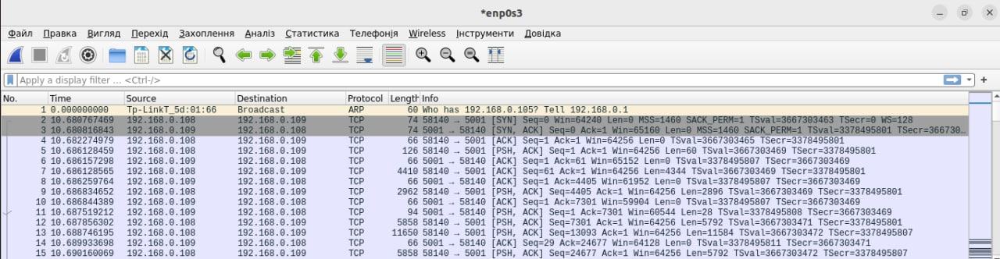 *enp0s3
Файл Правка Вигляд Перехід Захоплення Аналіз Статистика Телефонія Wireless Інструменти Довідка
Apply a display filter ... <Ctrl-/>
No. Time Source Destination Protocol Length Info
1 0.000000000 Tp-LinkT_5d:01:66 Broadcast ARP 60 Who has 192.168.0.105? Tell 192.168.0.1
2 10.680767469 192.168.0.108 192.168.0.109 TCP 74 58140 → 5001 [SYN] Seq=0 Win=64240 Len=0 MSS=1460 SACK_PERM=1 TSval=3667303463 TSecr=0 WS=128
3 10.680816843 192.168.0.109 192.168.0.108 TCP 74 5001 → 58140 [SYN, ACK] Seq=0 Ack=1 Win=65160 Len=0 MSS=1460 SACK_PERM=1 TSval=3378495801 TSecr=366730…
4 10.682274979 192.168.0.108 192.168.0.109 TCP 66 58140 → 5001 [ACK] Seq=1 Ack=1 Win=64256 Len=0 TSval=3667303465 TSecr=3378495801
5 10.686128459 192.168.0.108 192.168.0.109 TCP 126 58140 → 5001 [PSH, ACK] Seq=1 Ack=1 Win=64256 Len=60 TSval=3667303469 TSecr=3378495801
6 10.686157298 192.168.0.109 192.168.0.108 TCP 66 5001 → 58140 [ACK] Seq=1 Ack=61 Win=65152 Len=0 TSval=3378495807 TSecr=3667303469
7 10.686128565 192.168.0.108 192.168.0.109 TCP 4410 58140 → 5001 [ACK] Seq=61 Ack=1 Win=64256 Len=4344 TSval=3667303469 TSecr=3378495801
8 10.686259764 192.168.0.109 192.168.0.108 TCP 66 5001 → 58140 [ACK] Seq=1 Ack=4405 Win=61952 Len=0 TSval=3378495807 TSecr=3667303469
9 10.686834652 192.168.0.108 192.168.0.109 TCP 2962 58140 → 5001 [PSH, ACK] Seq=4405 Ack=1 Win=64256 Len=2896 TSval=3667303469 TSecr=3378495801
10 10.686844389 192.168.0.109 192.168.0.108 TCP 66 5001 → 58140 [ACK] Seq=1 Ack=7301 Win=59904 Len=0 TSval=3378495807 TSecr=3667303469
11 10.687519212 192.168.0.109 192.168.0.108 TCP 94 5001 → 58140 [PSH, ACK] Seq=1 Ack=7301 Win=60544 Len=28 TSval=3378495808 TSecr=3667303469
12 10.687856302 192.168.0.108 192.168.0.109 TCP 5858 58140 → 5001 [PSH, ACK] Seq=7301 Ack=1 Win=64256 Len=5792 TSval=3667303471 TSecr=3378495801
13 10.688746195 192.168.0.108 192.168.0.109 TCP 11650 58140 → 5001 [PSH, ACK] Seq=13093 Ack=1 Win=64256 Len=11584 TSval=3667303472 TSecr=3378495807
14 10.689933698 192.168.0.109 192.168.0.108 TCP 66 5001 → 58140 [ACK] Seq=29 Ack=24677 Win=64128 Len=0 TSval=3378495811 TSecr=3667303471
15 10.690160069 192.168.0.108 192.168.0.109 TCP 5858 58140 → 5001 [PSH, ACK] Seq=24677 Ack=1 Win=64256 Len=5792 TSval=3667303472 TSecr=3378495807